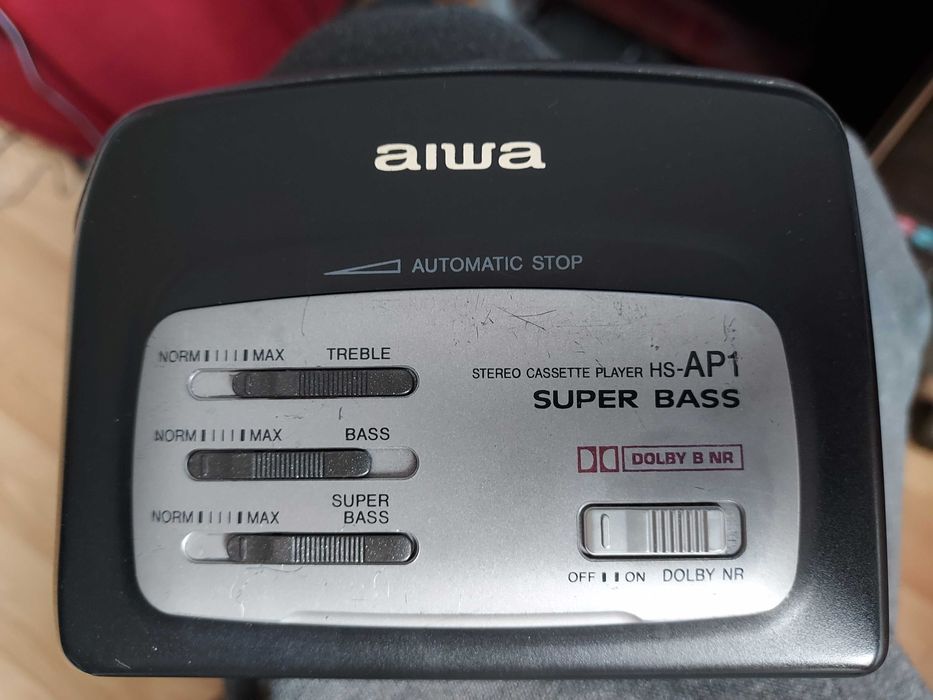 aiwa
AUTOMATIC STOP
NORM MAX TREBLE
STEREO CASSETTE PLAYER HS-AP1
SUPER BASS
NORM MAX BASS
DOLBY B NR
SUPER
NORM MAX BASS
OFF ON DOLBY NR